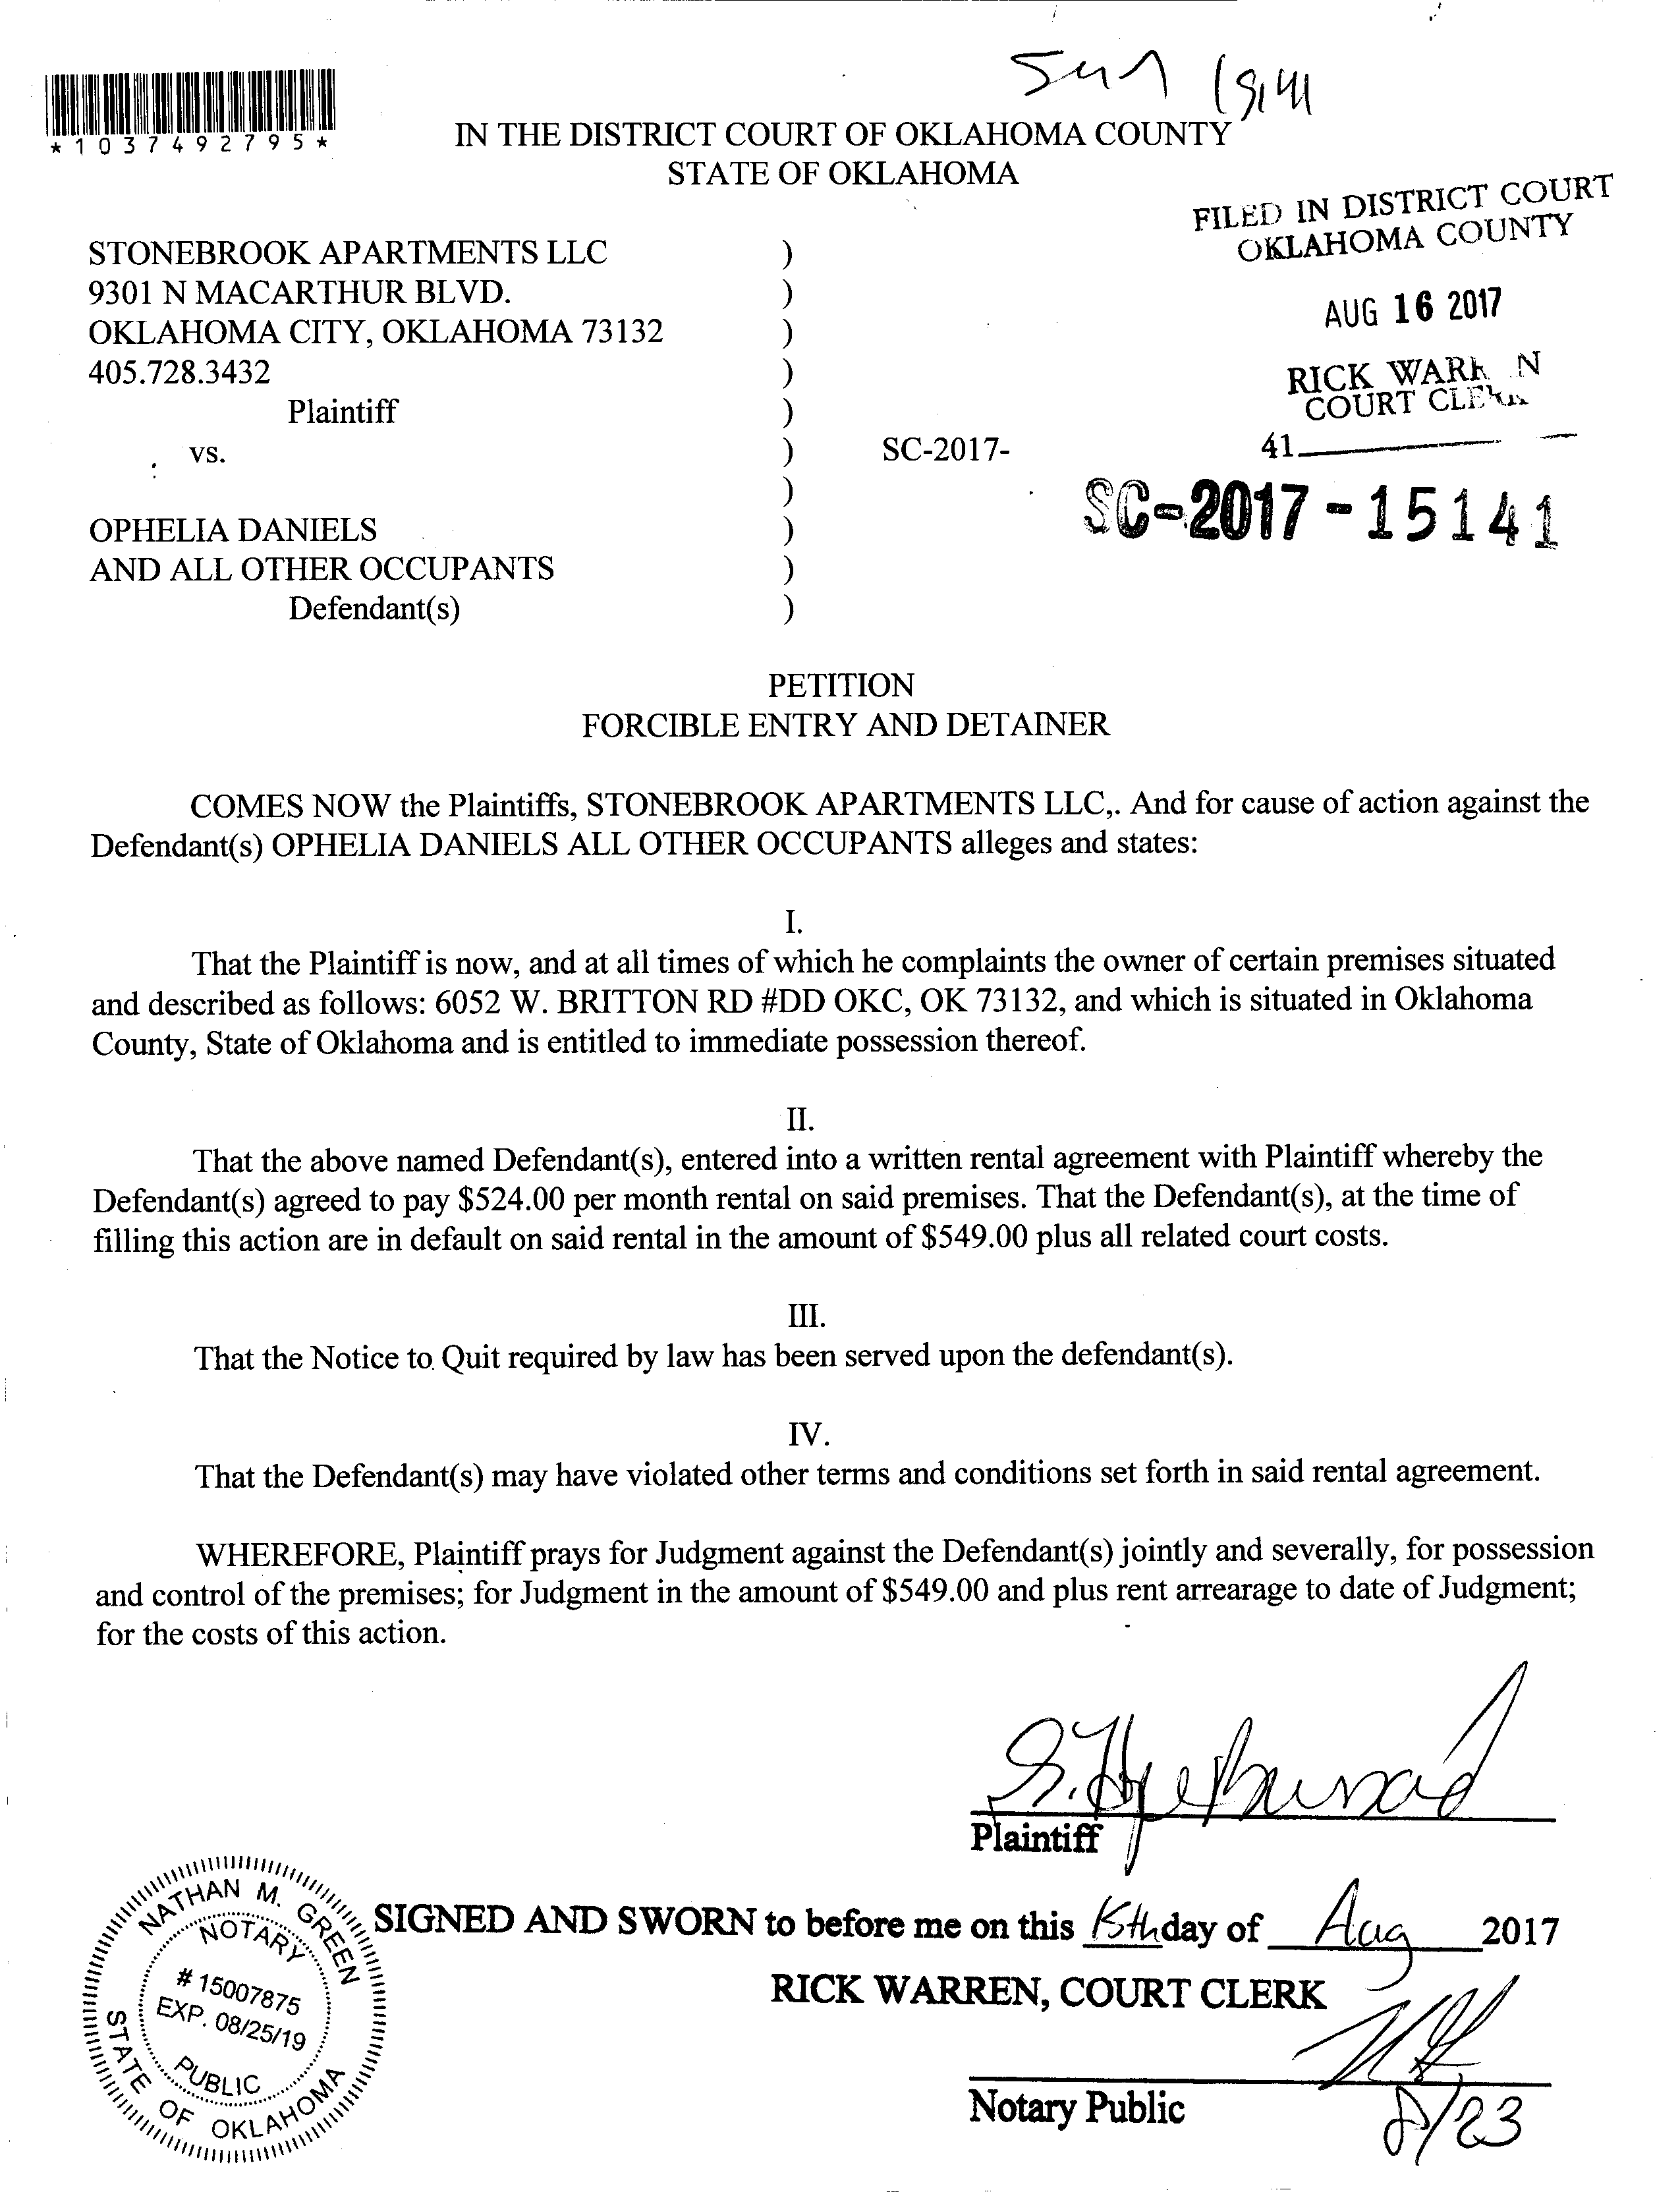 *1037492795*
IN THE DISTRICT COURT OF OKLAHOMA COUNTY
STATE OF OKLAHOMA
FILED IN DISTRICT COURT
OKLAHOMA COUNTY
AUG 16 2017
RICK WARREN
COURT CLERK
41
STONEBROOK APARTMENTS LLC )
9301 N MACARTHUR BLVD. )
OKLAHOMA CITY, OKLAHOMA 73132 )
405.728.3432 )
Plaintiff )
vs. ) SC-2017-
)
SC-2017-15141
OPHELIA DANIELS )
AND ALL OTHER OCCUPANTS )
Defendant(s) )
PETITION
FORCIBLE ENTRY AND DETAINER
COMES NOW the Plaintiffs, STONEBROOK APARTMENTS LLC,. And for cause of action against the
Defendant(s) OPHELIA DANIELS ALL OTHER OCCUPANTS alleges and states:
I.
That the Plaintiff is now, and at all times of which he complaints the owner of certain premises situated
and described as follows: 6052 W. BRITTON RD #DD OKC, OK 73132, and which is situated in Oklahoma
County, State of Oklahoma and is entitled to immediate possession thereof.
II.
That the above named Defendant(s), entered into a written rental agreement with Plaintiff whereby the
Defendant(s) agreed to pay $524.00 per month rental on said premises. That the Defendant(s), at the time of
filling this action are in default on said rental in the amount of $549.00 plus all related court costs.
III.
That the Notice to Quit required by law has been served upon the defendant(s).
IV.
That the Defendant(s) may have violated other terms and conditions set forth in said rental agreement.
WHEREFORE, Plaintiff prays for Judgment against the Defendant(s) jointly and severally, for possession
and control of the premises; for Judgment in the amount of $549.00 and plus rent arrearage to date of Judgment;
for the costs of this action.
Plaintiff
SIGNED AND SWORN to before me on this 15th day of Aug 2017
RICK WARREN, COURT CLERK
Notary Public
8/23
NATHAN M. GREEN
NOTARY
# 15007875
EXP. 08/25/19
PUBLIC
STATE OF OKLAHOMA